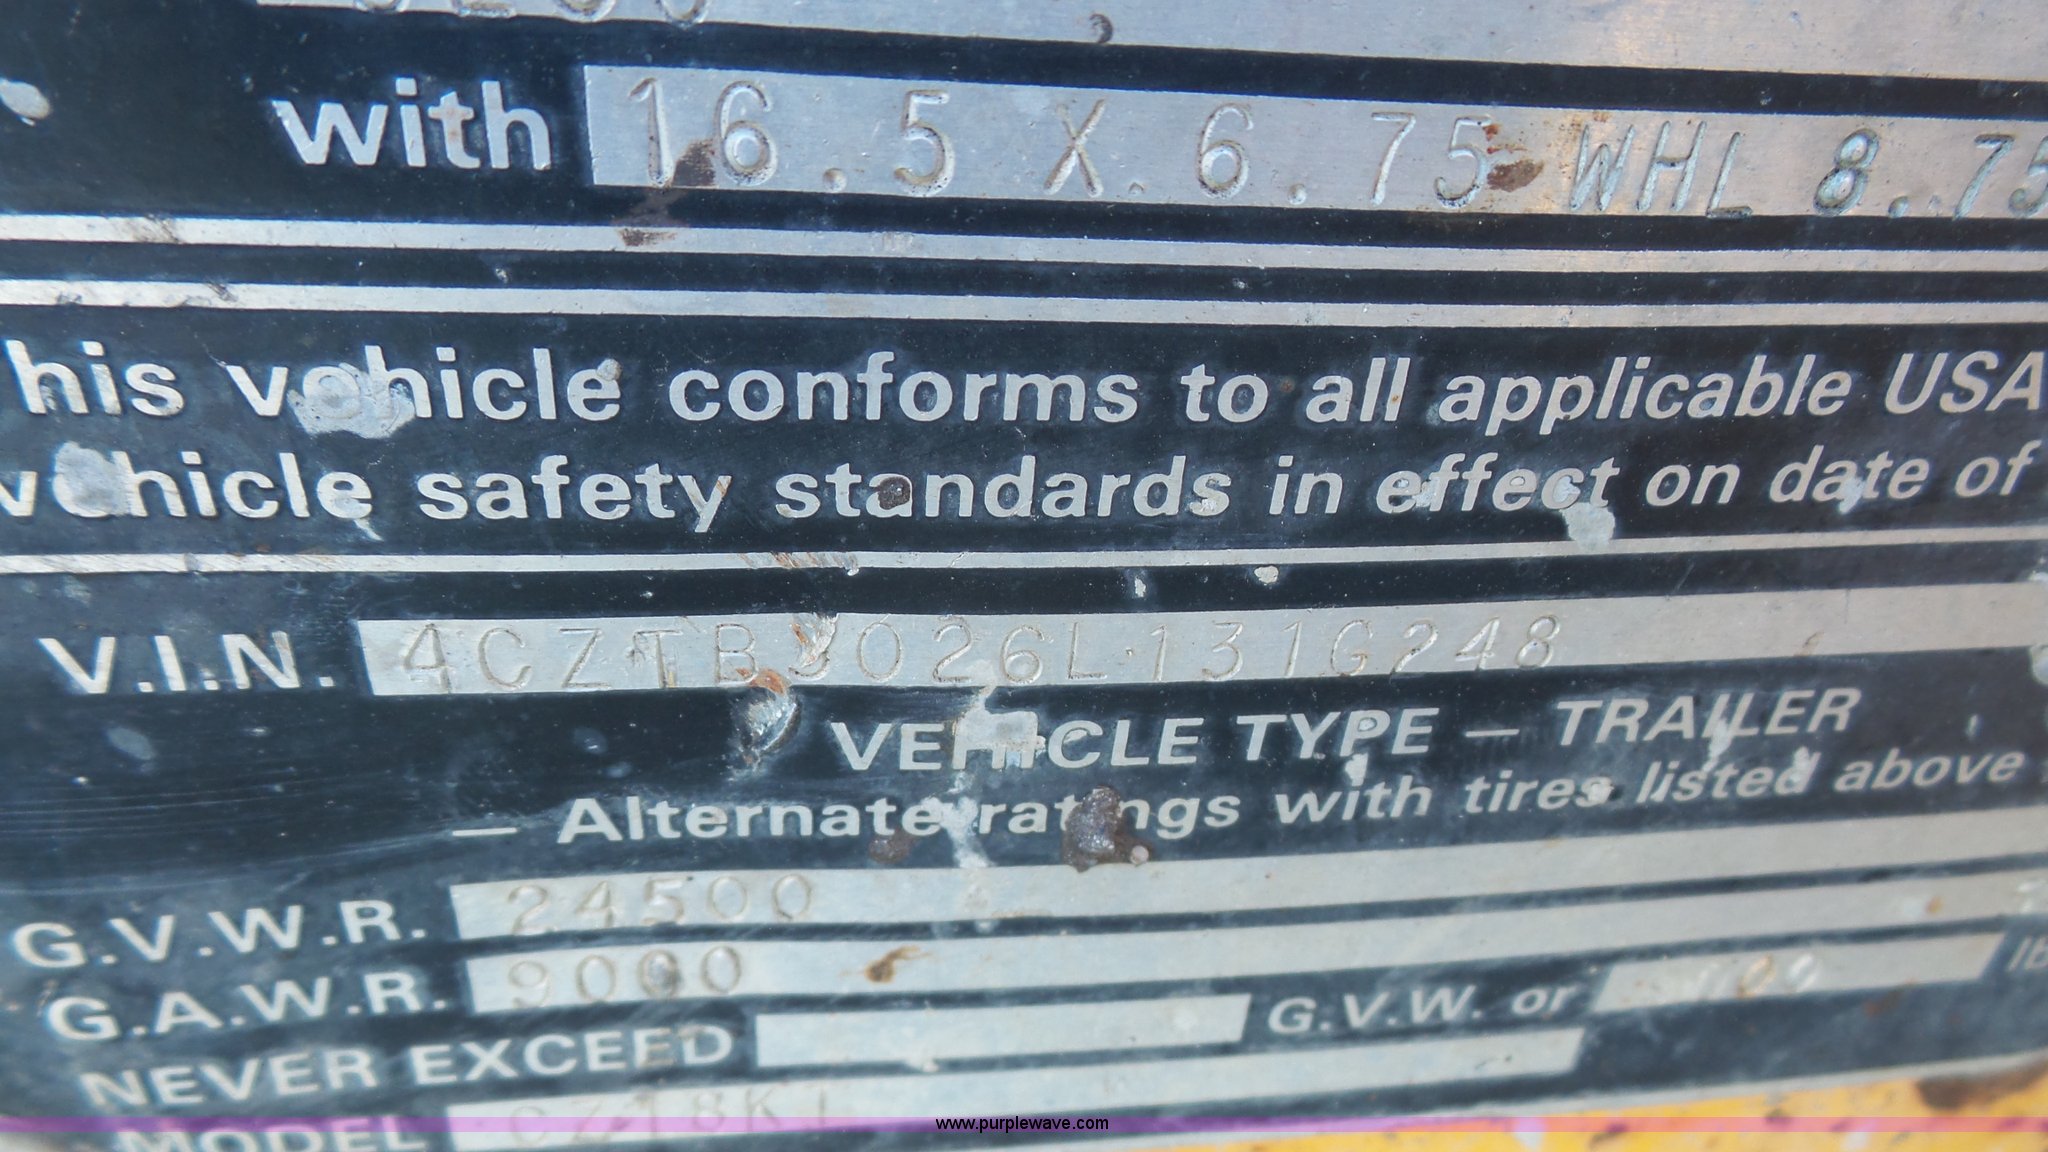 with 16.5 X 6.75 WHL 8.75
his vehicle conforms to all applicable USA
vehicle safety standards in effect on date of
V.I.N. 4CZTB3026L131G248
VEHICLE TYPE — TRAILER
— Alternate ratings with tires listed above
G.V.W.R. 24500
G.A.W.R. 9000
NEVER EXCEED G.V.W. or lb
MODEL CZ18KT
www.purplewave.com